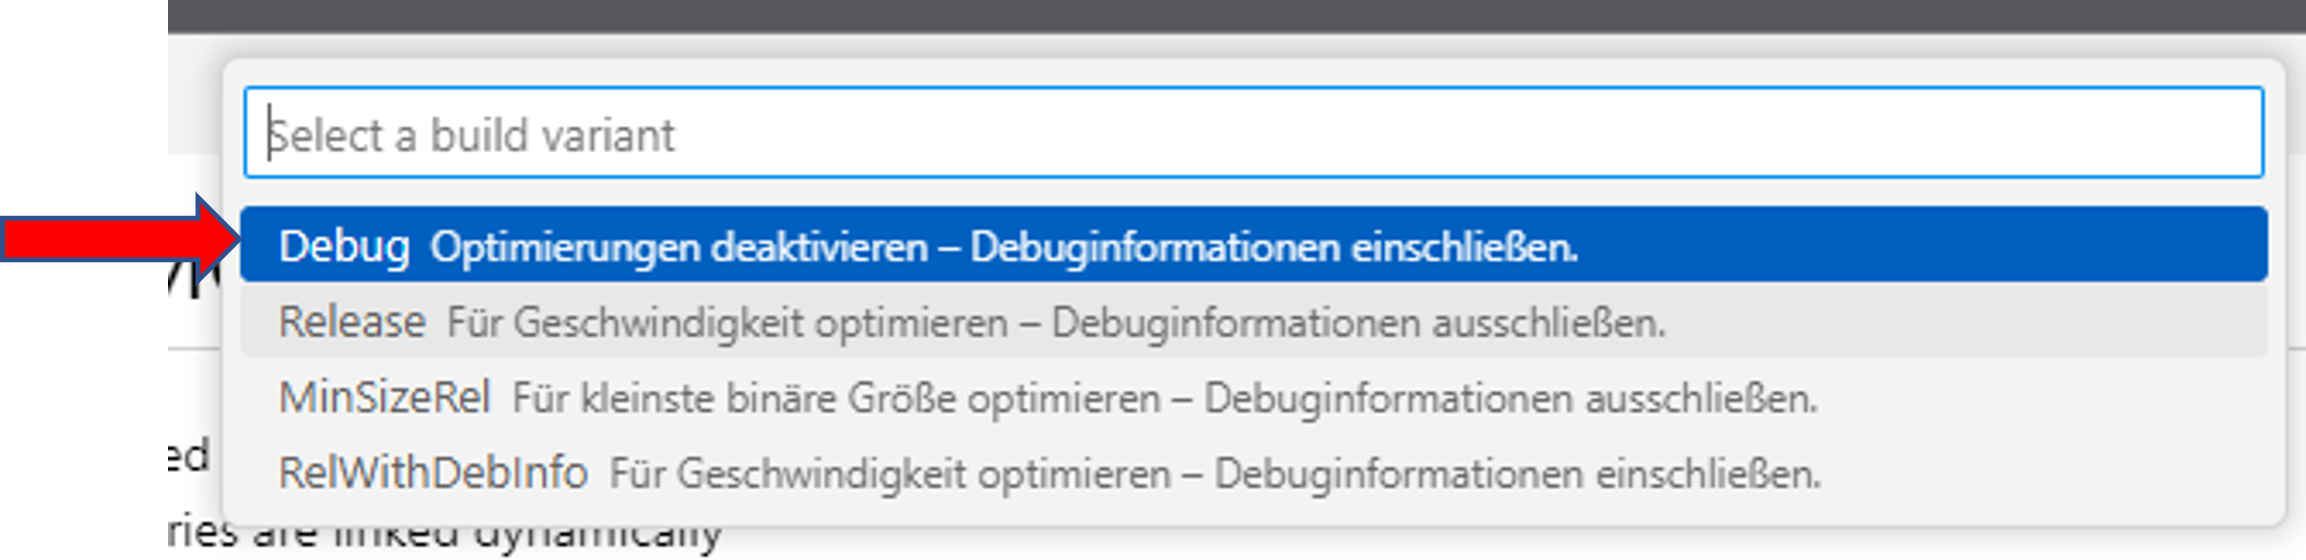 Select a build variant
Debug Optimierungen deaktivieren – Debuginformationen einschließen.
Release Für Geschwindigkeit optimieren – Debuginformationen ausschließen.
MinSizeRel Für kleinste binäre Größe optimieren – Debuginformationen ausschließen.
ed
RelWithDebInfo Für Geschwindigkeit optimieren – Debuginformationen einschließen.
ries are linked dynamically